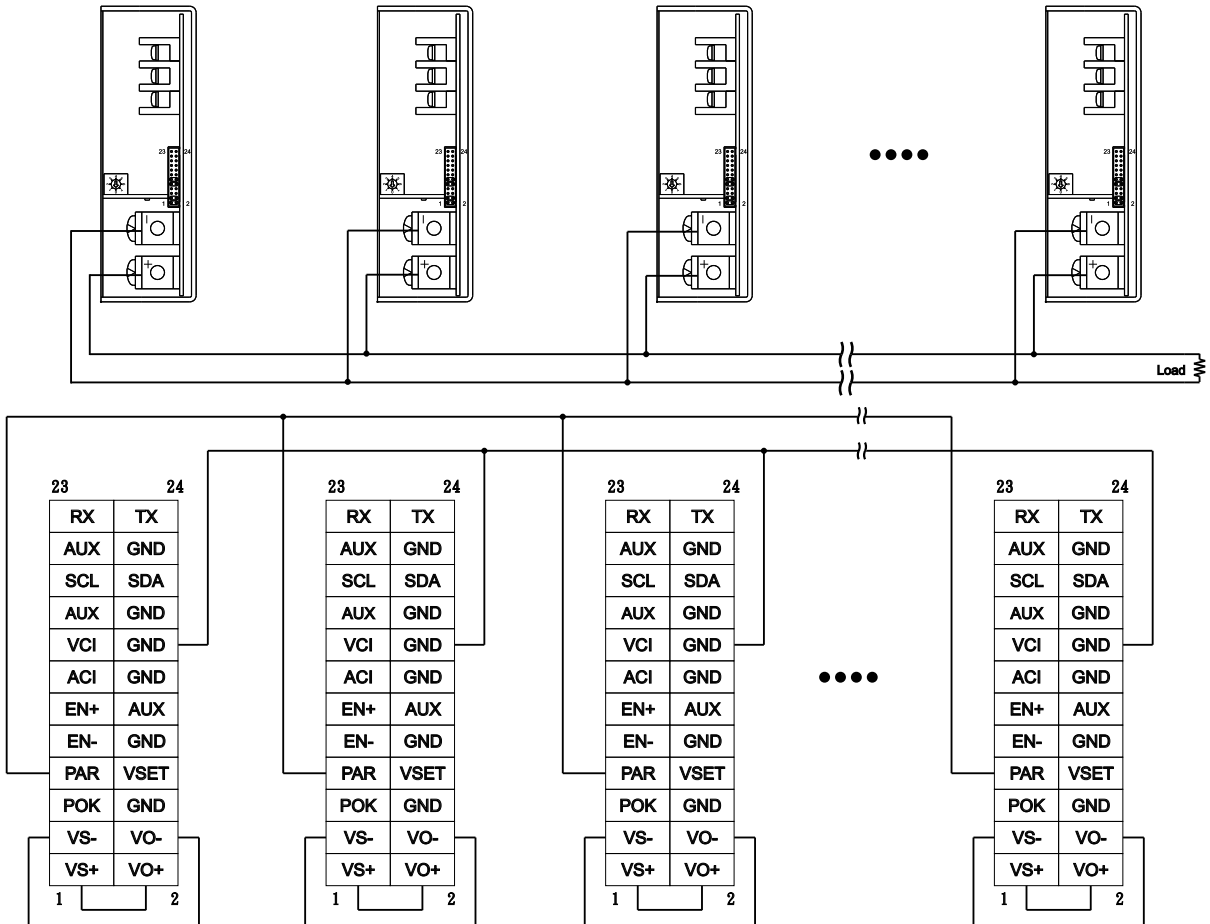 23 24 23 24 23 24 23 24
1 2 1 2 1 2 1 2
- - - -
+ + + +
Load
23 24 23 24 23 24 23 24
RX TX RX TX RX TX RX TX
AUX GND AUX GND AUX GND AUX GND
SCL SDA SCL SDA SCL SDA SCL SDA
AUX GND AUX GND AUX GND AUX GND
VCI GND VCI GND VCI GND VCI GND
ACI GND ACI GND ACI GND ACI GND
EN+ AUX EN+ AUX EN+ AUX EN+ AUX
EN- GND EN- GND EN- GND EN- GND
PAR VSET PAR VSET PAR VSET PAR VSET
POK GND POK GND POK GND POK GND
VS- VO- VS- VO- VS- VO- VS- VO-
VS+ VO+ VS+ VO+ VS+ VO+ VS+ VO+
1 2 1 2 1 2 1 2